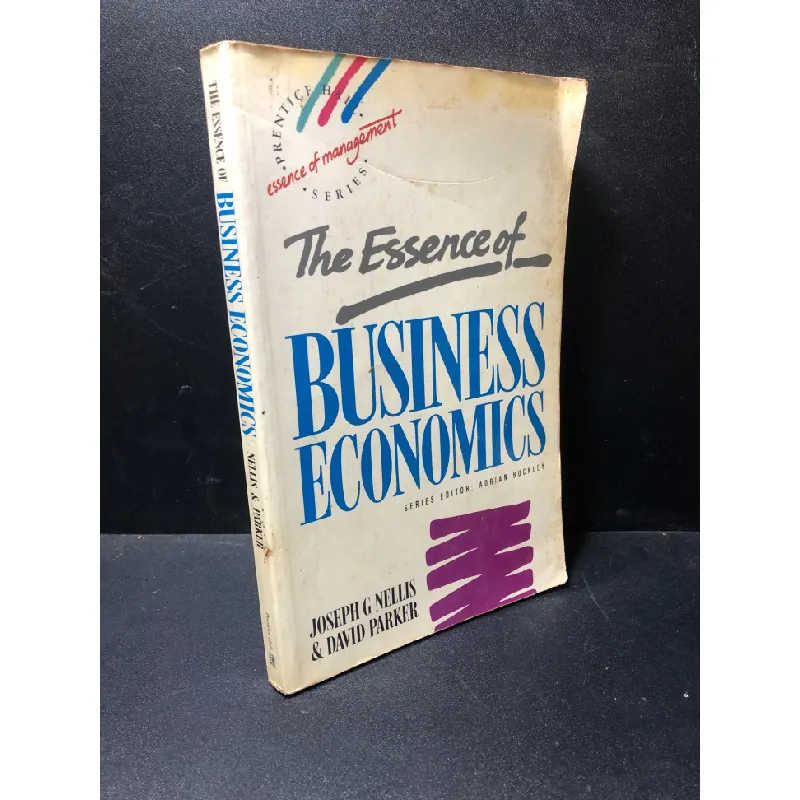 PRENTICE HALL
essence of management
SERIES
The Essence of
BUSINESS
ECONOMICS
SERIES EDITOR: ADRIAN BUCKLEY
JOSEPH G NELLIS
& DAVID PARKER
THE ESSENCE OF BUSINESS ECONOMICS NELLIS & PARKER